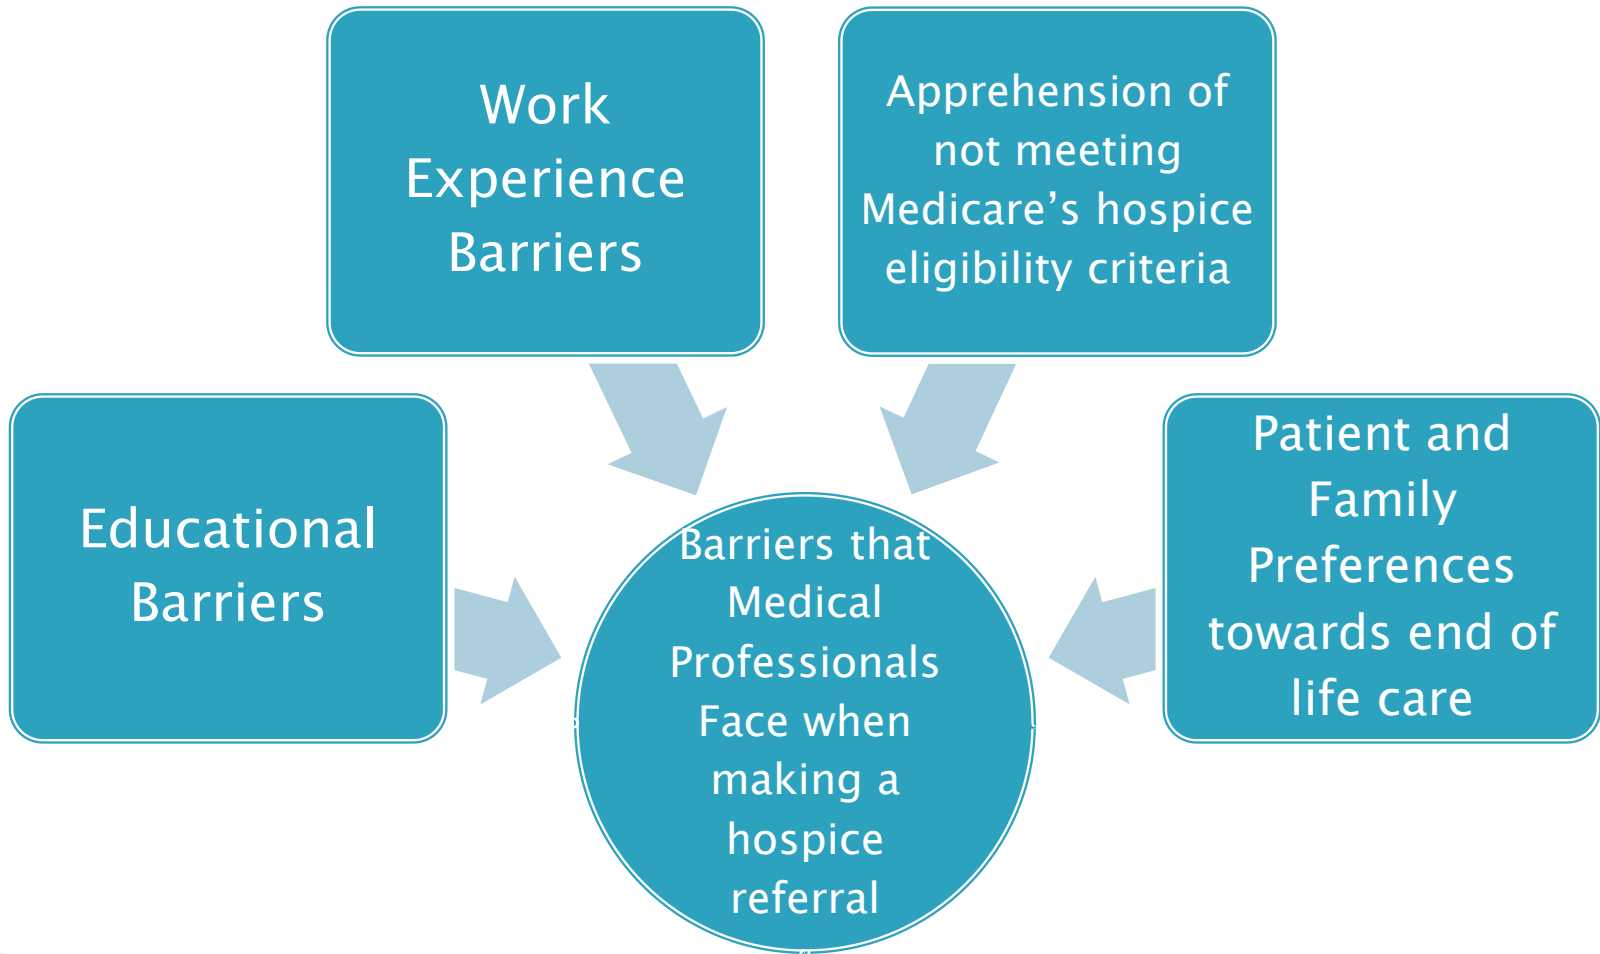 Work
Experience
Barriers
Apprehension of
not meeting
Medicare’s hospice
eligibility criteria
Educational
Barriers
Patient and
Family
Preferences
towards end of
life care
Barriers that
Medical
Professionals
Face when
making a
hospice
referral